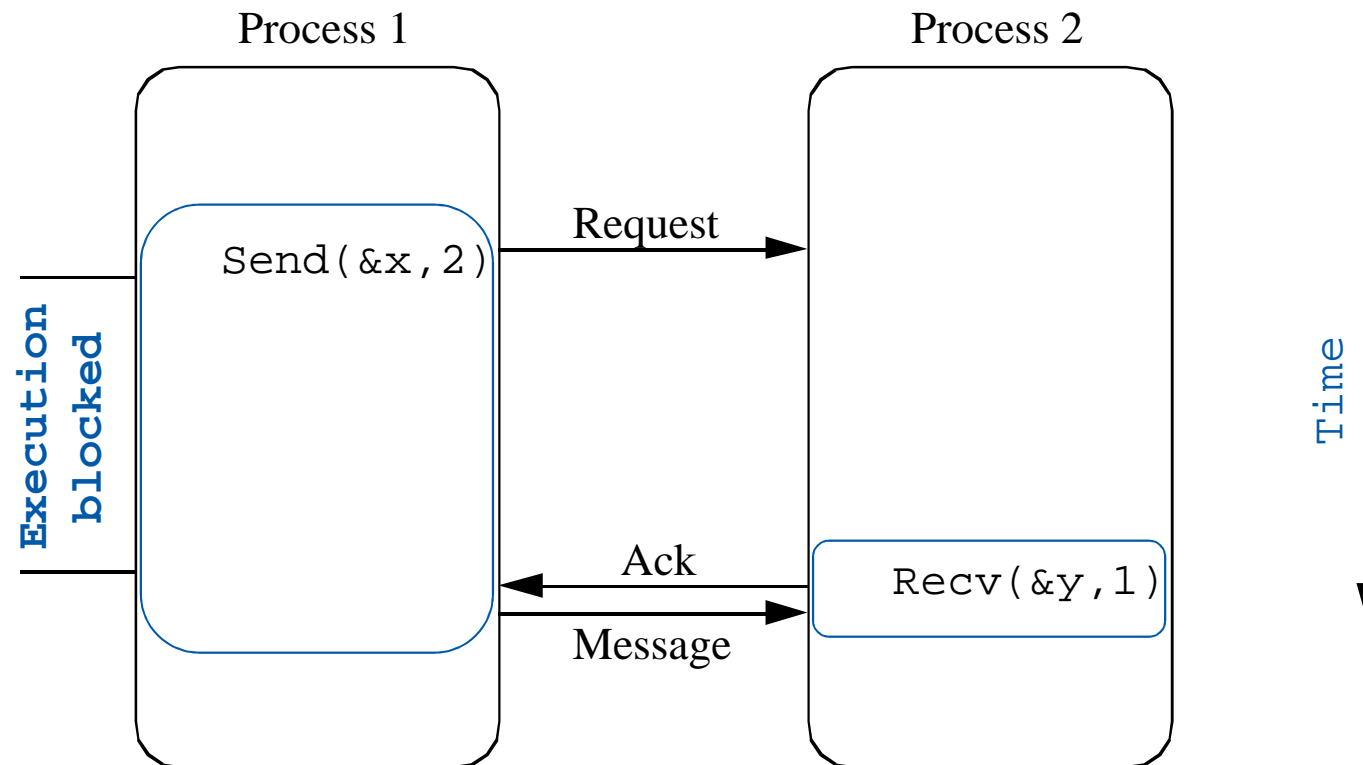 Process 1
Process 2
Request
Send(&x,2)
Execution
blocked
Time
Ack
Recv(&y,1)
Message